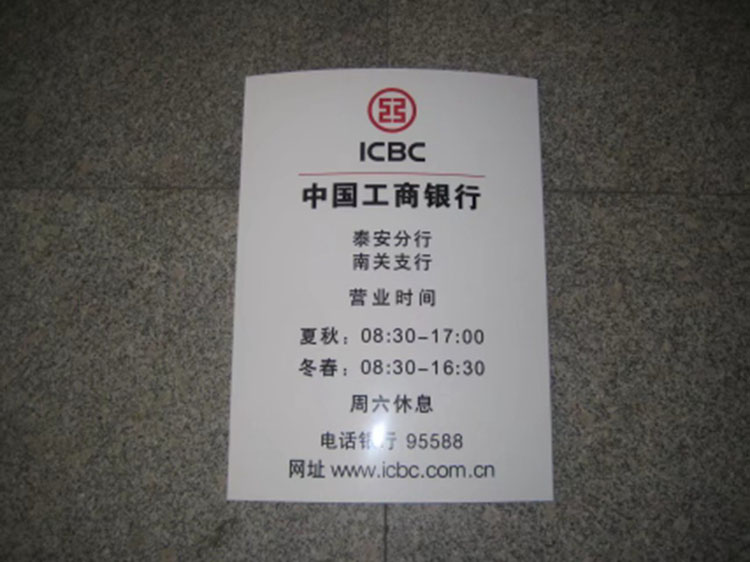 ICBC
中国工商银行
泰安分行
南关支行
营业时间
夏秋：08:30-17:00
冬春：08:30-16:30
周六休息
电话银行 95588
网址 www.icbc.com.cn